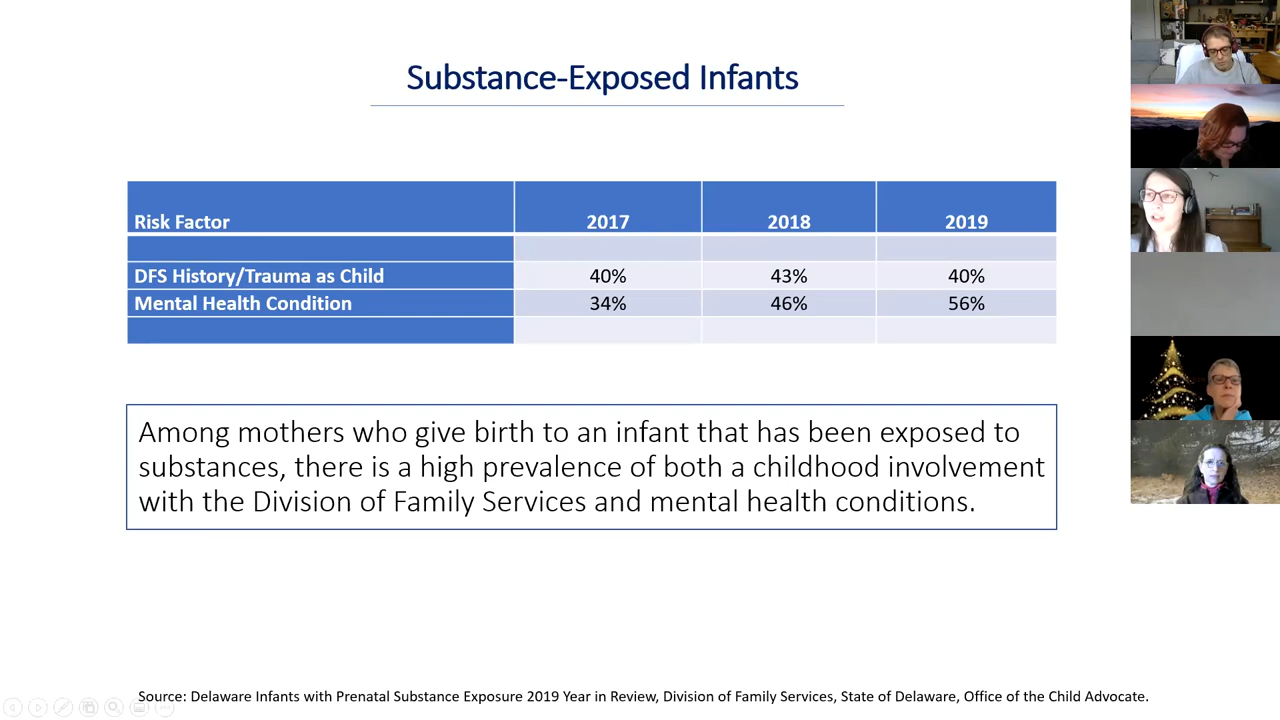 Substance-Exposed Infants
Risk Factor 2017 2018 2019
DFS History/Trauma as Child 40% 43% 40%
Mental Health Condition 34% 46% 56%
Among mothers who give birth to an infant that has been exposed to
substances, there is a high prevalence of both a childhood involvement
with the Division of Family Services and mental health conditions.
Source: Delaware Infants with Prenatal Substance Exposure 2019 Year in Review, Division of Family Services, State of Delaware, Office of the Child Advocate.